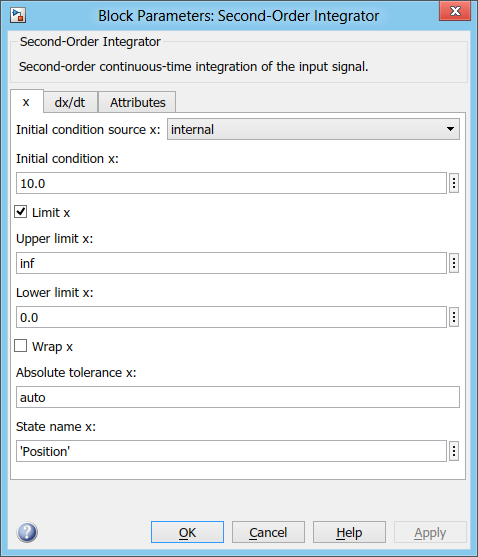 Block Parameters: Second-Order Integrator
Second-Order Integrator
Second-order continuous-time integration of the input signal.
x dx/dt Attributes
Initial condition source x: internal
Initial condition x:
10.0
Limit x
Upper limit x:
inf
Lower limit x:
0.0
Wrap x
Absolute tolerance x:
auto
State name x:
'Position'
? OK Cancel Help Apply